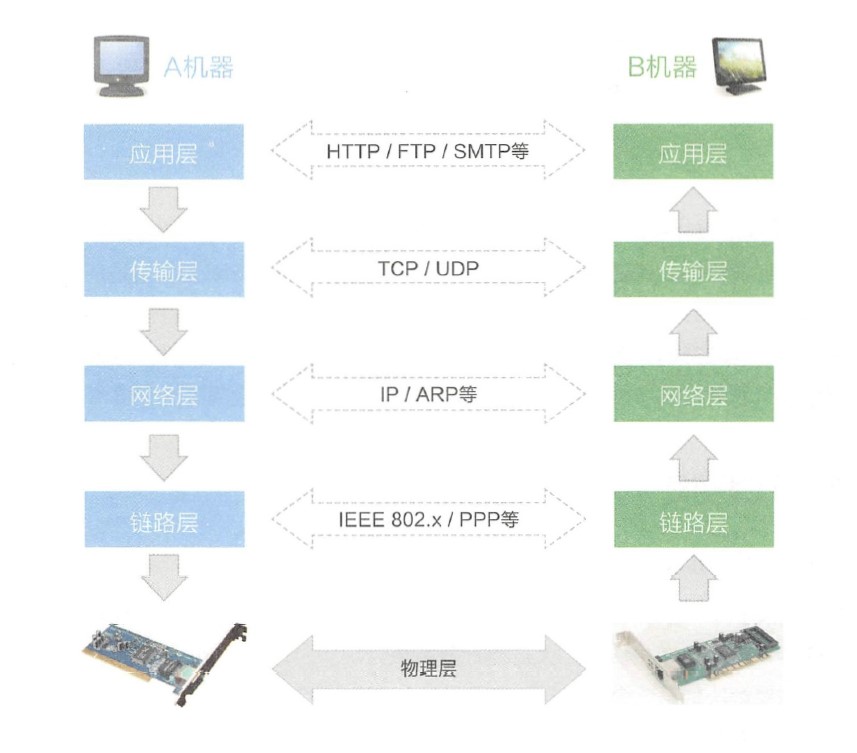 A机器
B机器
应用层
HTTP / FTP / SMTP等
应用层
传输层
TCP / UDP
传输层
网络层
IP / ARP等
网络层
链路层
IEEE 802.x / PPP等
链路层
物理层